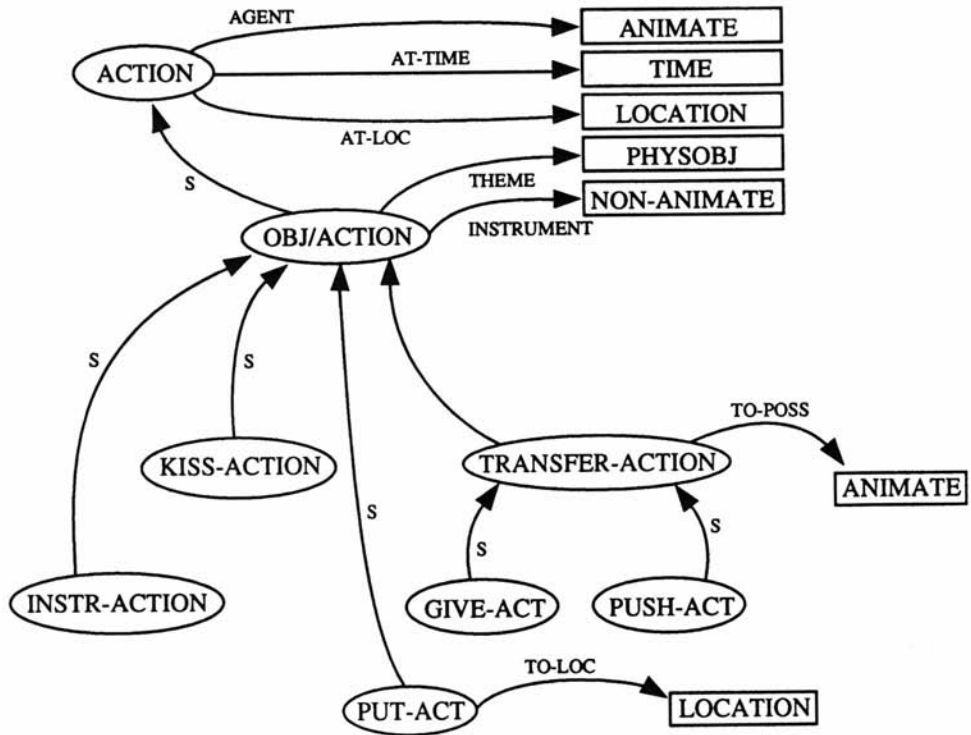 AGENT
ANIMATE
ACTION
AT-TIME
TIME
LOCATION
AT-LOC
PHYSOBJ
S
THEME
NON-ANIMATE
OBJ/ACTION
INSTRUMENT
S
S
TO-POSS
KISS-ACTION
TRANSFER-ACTION
ANIMATE
S
S
S
INSTR-ACTION
GIVE-ACT
PUSH-ACT
TO-LOC
PUT-ACT
LOCATION